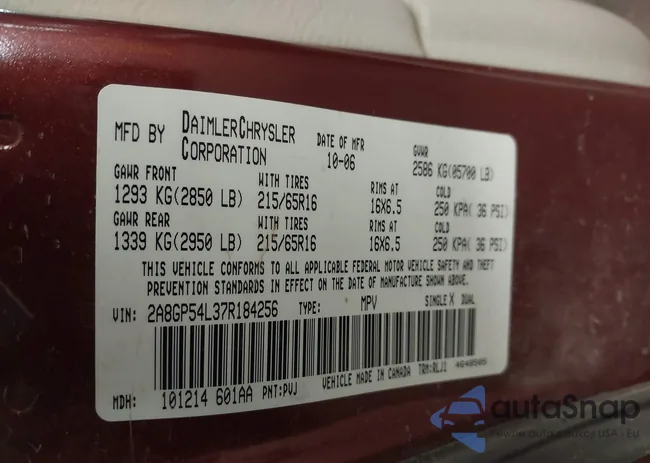 MFD BY DAIMLERCHRYSLER CORPORATION DATE OF MFR 10-06 GVWR 2586 KG(05700 LB)
GAWR FRONT WITH TIRES RIMS AT COLD
1293 KG(2850 LB) 215/65R16 16X6.5 250 KPA( 36 PSI)
GAWR REAR WITH TIRES RIMS AT COLD
1339 KG(2950 LB) 215/65R16 16X6.5 250 KPA( 36 PSI)
THIS VEHICLE CONFORMS TO ALL APPLICABLE FEDERAL MOTOR VEHICLE SAFETY AND THEFT
PREVENTION STANDARDS IN EFFECT ON THE DATE OF MANUFACTURE SHOWN ABOVE.
VIN: 2A8GP54L37R184256 TYPE: MPV SINGLE X DUAL
MDH: 101214 601AA PNT:PVJ VEHICLE MADE IN CANADA TRM:RLJ1 4648505
autoSnap